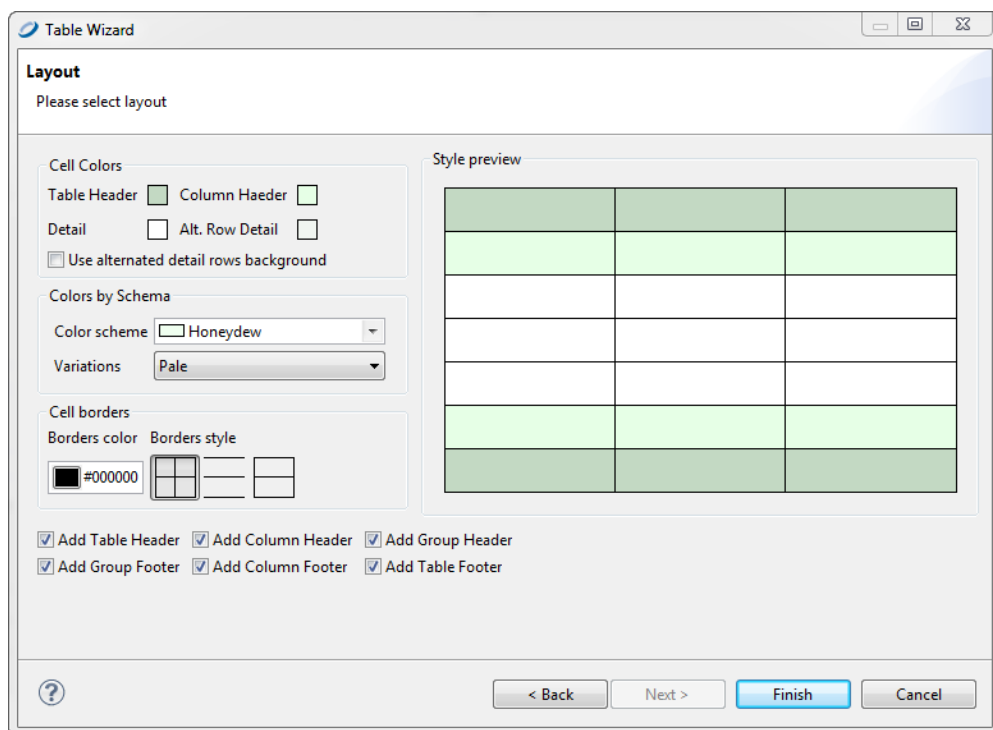 Table Wizard
Layout
Please select layout
Cell Colors
Table Header Column Haeder
Detail Alt. Row Detail
Use alternated detail rows background
Colors by Schema
Color scheme Honeydew
Variations Pale
Cell borders
Borders color Borders style
#000000
Style preview
Add Table Header Add Column Header Add Group Header
Add Group Footer Add Column Footer Add Table Footer
? < Back Next > Finish Cancel